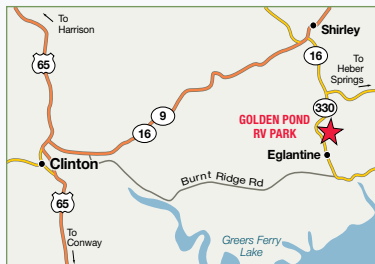 To
Harrison
65
Shirley
16
To
Heber
Springs
9
16
330
GOLDEN POND
RV PARK
Eglantine
Clinton
Burnt Ridge Rd
65
To
Conway
Greers Ferry
Lake